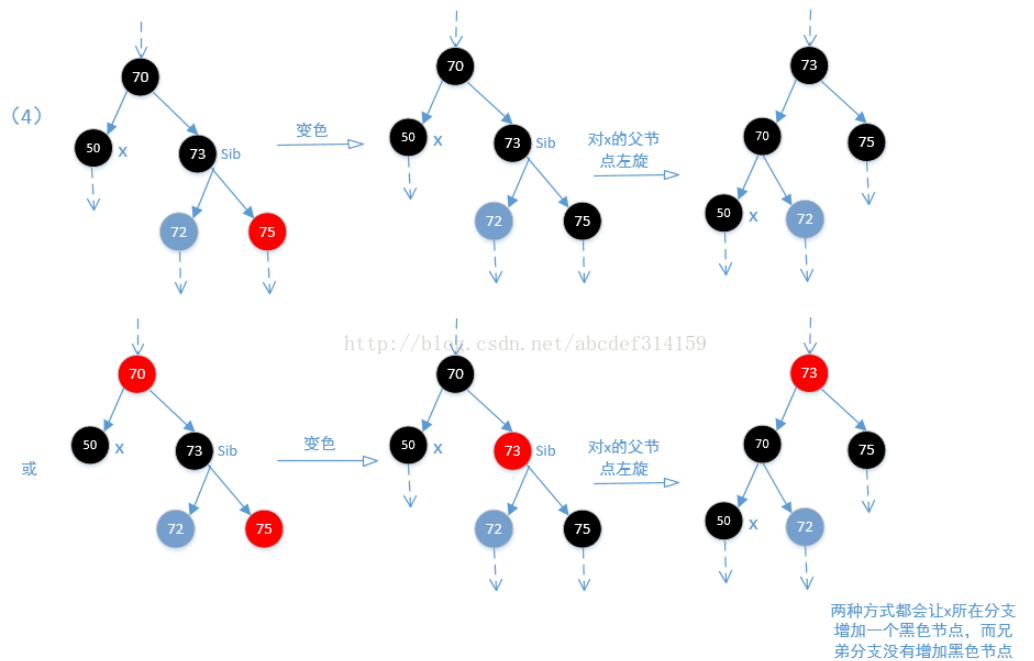 70
70
73
(4)
50
x
73
Sib
变色
50
x
73
Sib
对x的父节
点左旋
70
75
72
75
72
75
50
x
72
http://blog.csdn.net/abcdef314159
70
70
73
或
50
x
73
Sib
变色
50
x
73
Sib
对x的父节
点左旋
70
75
72
75
72
75
50
x
72
两种方式都会让x所在分支
增加一个黑色节点，而兄
弟分支没有增加黑色节点